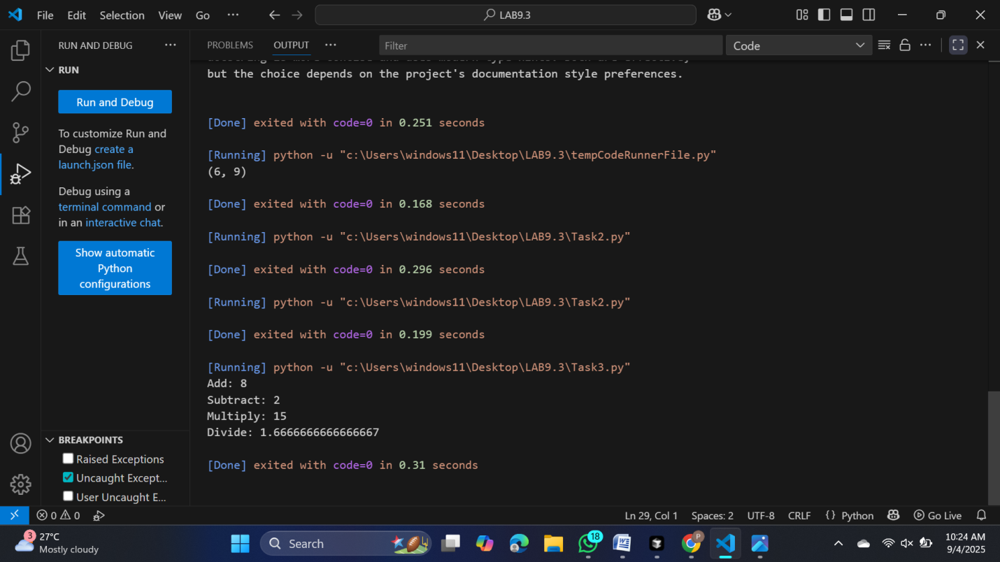 File Edit Selection View Go ··· LAB9.3
RUN AND DEBUG ···
RUN
Run and Debug
To customize Run and
Debug create a
launch.json file.
Debug using a
terminal command or
in an interactive chat.
Show automatic
Python
configurations
BREAKPOINTS
Raised Exceptions
Uncaught Except...
User Uncaught E...
PROBLEMS OUTPUT ··· Filter Code
but the choice depends on the project's documentation style preferences.
[Done] exited with code=0 in 0.251 seconds
[Running] python -u "c:\Users\windows11\Desktop\LAB9.3\tempCodeRunnerFile.py"
(6, 9)
[Done] exited with code=0 in 0.168 seconds
[Running] python -u "c:\Users\windows11\Desktop\LAB9.3\Task2.py"
[Done] exited with code=0 in 0.296 seconds
[Running] python -u "c:\Users\windows11\Desktop\LAB9.3\Task2.py"
[Done] exited with code=0 in 0.199 seconds
[Running] python -u "c:\Users\windows11\Desktop\LAB9.3\Task3.py"
Add: 8
Subtract: 2
Multiply: 15
Divide: 1.6666666666666667
[Done] exited with code=0 in 0.31 seconds
0 0 Ln 29, Col 1 Spaces: 2 UTF-8 CRLF {} Python Go Live
3 27°C
Mostly cloudy
Search
18
P
10:24 AM
9/4/2025